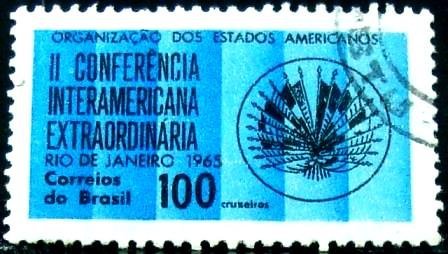 ORGANIZAÇÃO DOS ESTADOS AMERICANOS
II CONFERÊNCIA
INTERAMERICANA
EXTRAORDINÁRIA
RIO DE JANEIRO 1965
Correios
do Brasil 100 cruzeiros